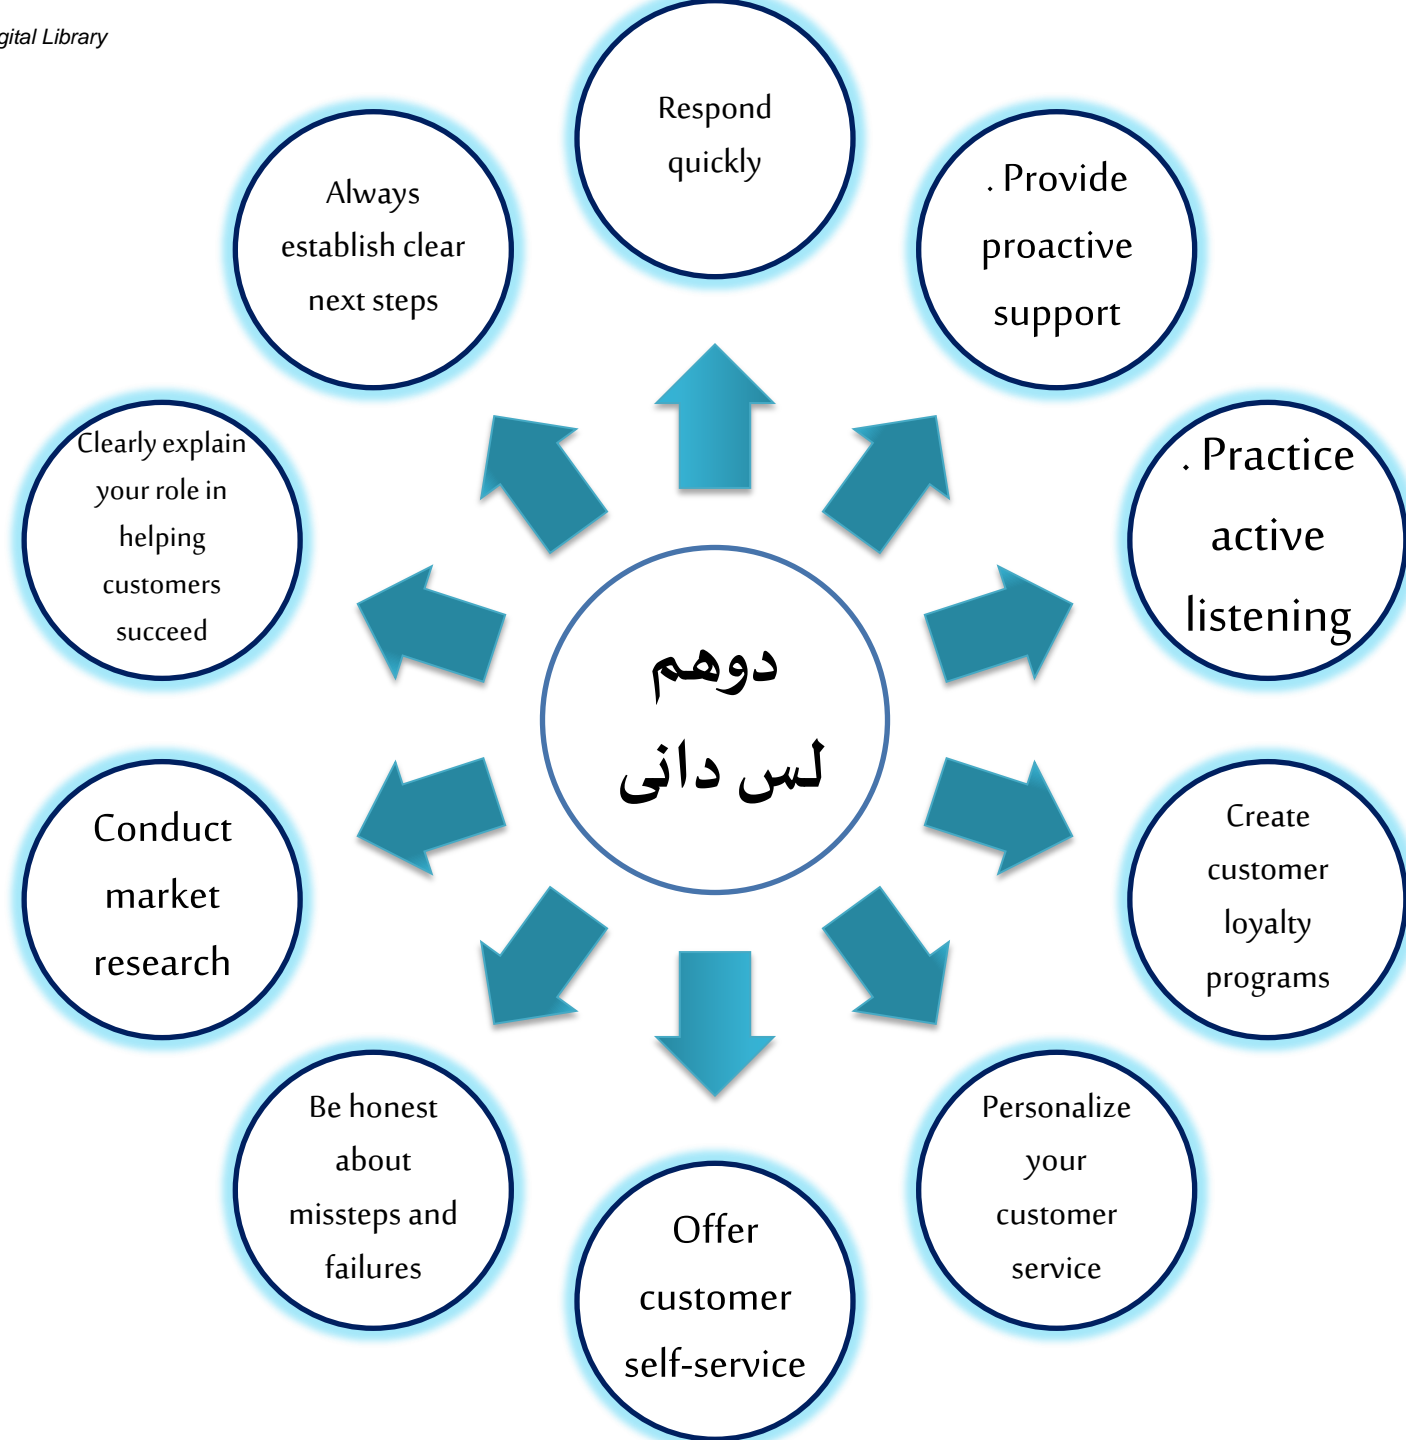 gital Library
Respond
quickly
. Provide
proactive
support
. Practice
active
listening
Create
customer
loyalty
programs
Personalize
your
customer
service
Offer
customer
self-service
Be honest
about
missteps and
failures
Conduct
market
research
Clearly explain
your role in
helping
customers
succeed
Always
establish clear
next steps
دوهم
لس دانی